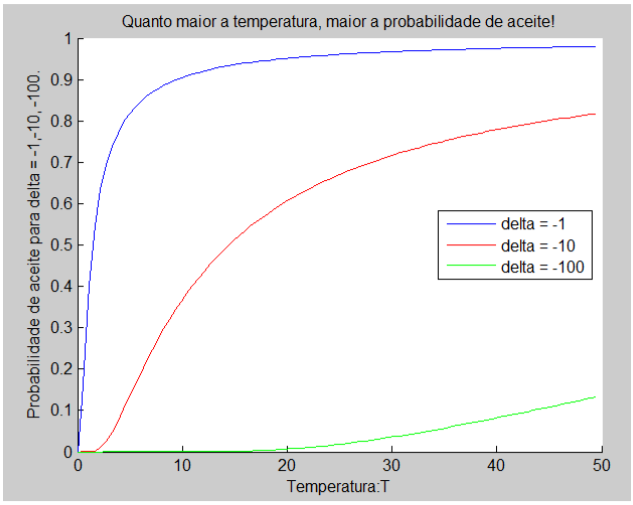 Quanto maior a temperatura, maior a probabilidade de aceite!
Probabilidade de aceite para delta = -1,-10, -100.
1
0.9
0.8
0.7
0.6
0.5
0.4
0.3
0.2
0.1
0
delta = -1
delta = -10
delta = -100
0 10 20 30 40 50
Temperatura:T